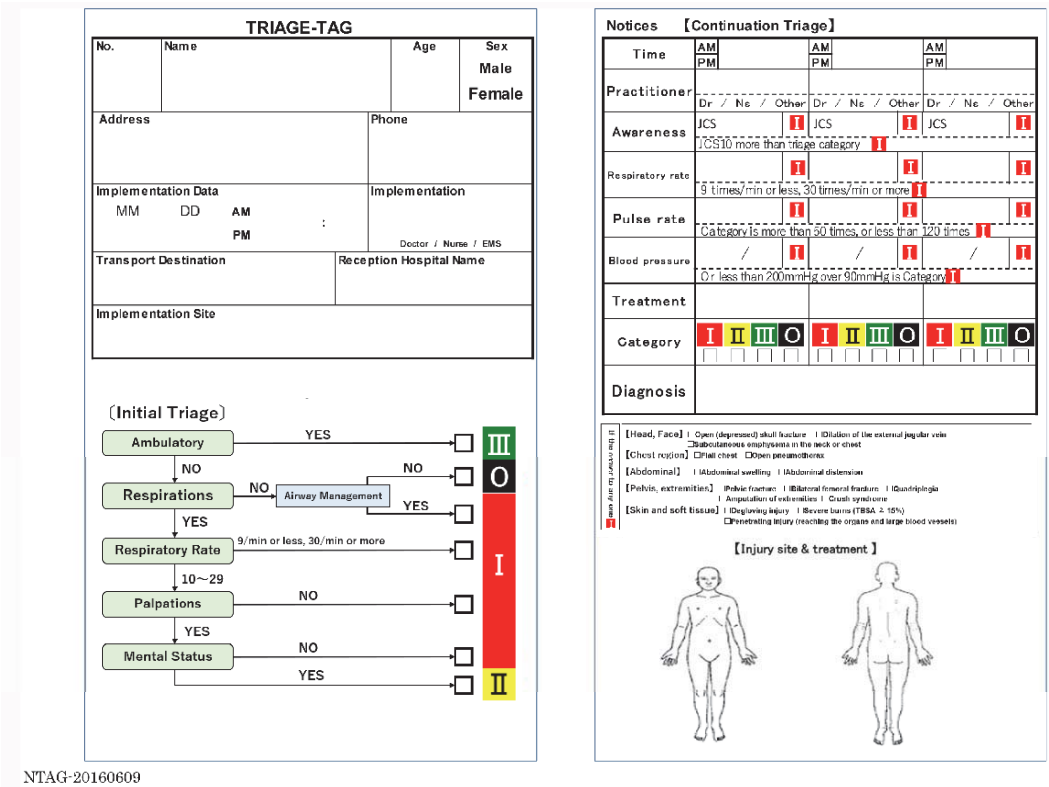 TRIAGE-TAG
No. Name Age Sex
Male
Female
Address Phone
Implementation Data Implementation
MM DD AM
:
PM
Doctor / Nurse / EMS
Transport Destination Reception Hospital Name
Implementation Site
〔Initial Triage〕
Ambulatory YES III
NO
Respirations NO Airway Management NO O
YES
YES
Respiratory Rate 9/min or less, 30/min or more I
10～29
Palpations NO
YES
Mental Status NO
YES II
NTAG-20160609
Notices 【Continuation Triage】
Time AM AM AM
PM PM PM
Practitioner
Dr / Ns / Other Dr / Ns / Other Dr / Ns / Other
Awareness JCS I JCS I JCS I
JCS10 more than triage category I
Respiratory rate I I I
9 times/min or less, 30 times/min or more I
Pulse rate I I I
Category is more than 50 times, or less than 120 times I
Blood pressure / I / I / I
Or less than 200mmHg over 90mmHg is Category I
Treatment
Category I II III O I II III O I II III O
Diagnosis
I
[Head, Face] Open (depressed) skull fracture Dilation of the external jugular vein
□Subcutaneous emphysema in the neck or chest
[Chest region] □Flail chest □Open pneumothorax
[Abdominal] Abdominal swelling Abdominal distension
[Pelvis, extremities] Pelvic fracture Bilateral femoral fracture Quadriplegia
Amputation of extremities Crush syndrome
[Skin and soft tissue] Degloving injury Severe burns (TBSA ≧ 15%)
□Penetrating injury (reaching the organs and large blood vessels)
【Injury site & treatment】